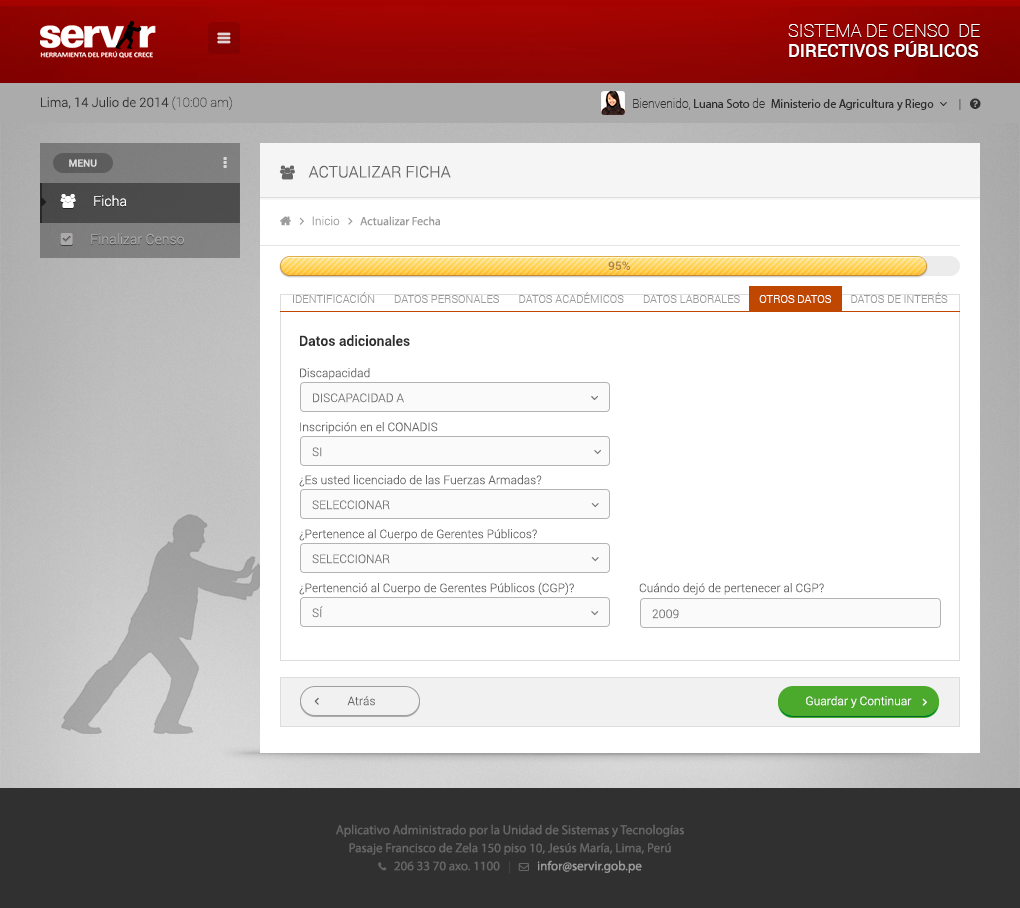 servir
HERRAMIENTA DEL PERÚ QUE CRECE
SISTEMA DE CENSO DE
DIRECTIVOS PÚBLICOS
Lima, 14 Julio de 2014 (10:00 am)
Bienvenido, Luana Soto de Ministerio de Agricultura y Riego
MENU
Ficha
Finalizar Censo
ACTUALIZAR FICHA
Inicio > Actualizar Fecha
95%
IDENTIFICACIÓN DATOS PERSONALES DATOS ACADÉMICOS DATOS LABORALES OTROS DATOS DATOS DE INTERÉS
Datos adicionales
Discapacidad
DISCAPACIDAD A
Inscripción en el CONADIS
SI
¿Es usted licenciado de las Fuerzas Armadas?
SELECCIONAR
¿Pertenence al Cuerpo de Gerentes Públicos?
SELECCIONAR
¿Pertenenció al Cuerpo de Gerentes Públicos (CGP)?
SÍ
Cuándo dejó de pertenecer al CGP?
2009
Atrás
Guardar y Continuar
Aplicativo Administrado por la Unidad de Sistemas y Tecnologías
Pasaje Francisco de Zela 150 piso 10, Jesús María, Lima, Perú
206 33 70 axo. 1100 | infor@servir.gob.pe